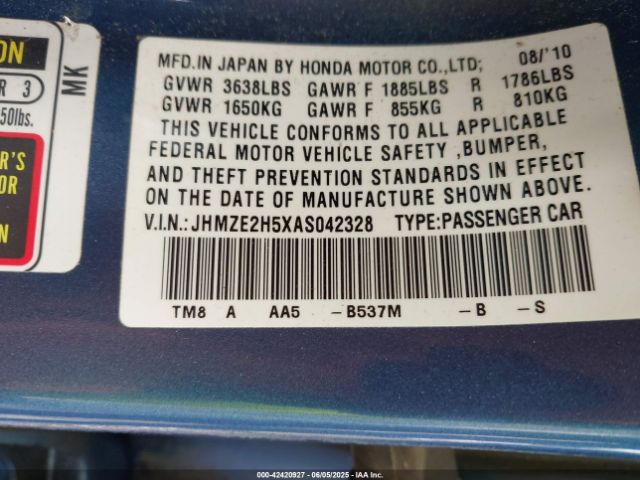 ON
R 3
50lbs.
R'S
OR
N
MK
MFD.IN JAPAN BY HONDA MOTOR CO.,LTD; 08/'10
GVWR 3638LBS GAWR F 1885LBS R 1786LBS
GVWR 1650KG GAWR F 855KG R 810KG
THIS VEHICLE CONFORMS TO ALL APPLICABLE
FEDERAL MOTOR VEHICLE SAFETY ,BUMPER,
AND THEFT PREVENTION STANDARDS IN EFFECT
ON THE DATE OF MANUFACTURE SHOWN ABOVE.
V.I.N.:JHMZE2H5XAS042328 TYPE:PASSENGER CAR
TM8 A AA5 -B537M -B -S
000-42420927 - 06/05/2025 - IAA Inc.